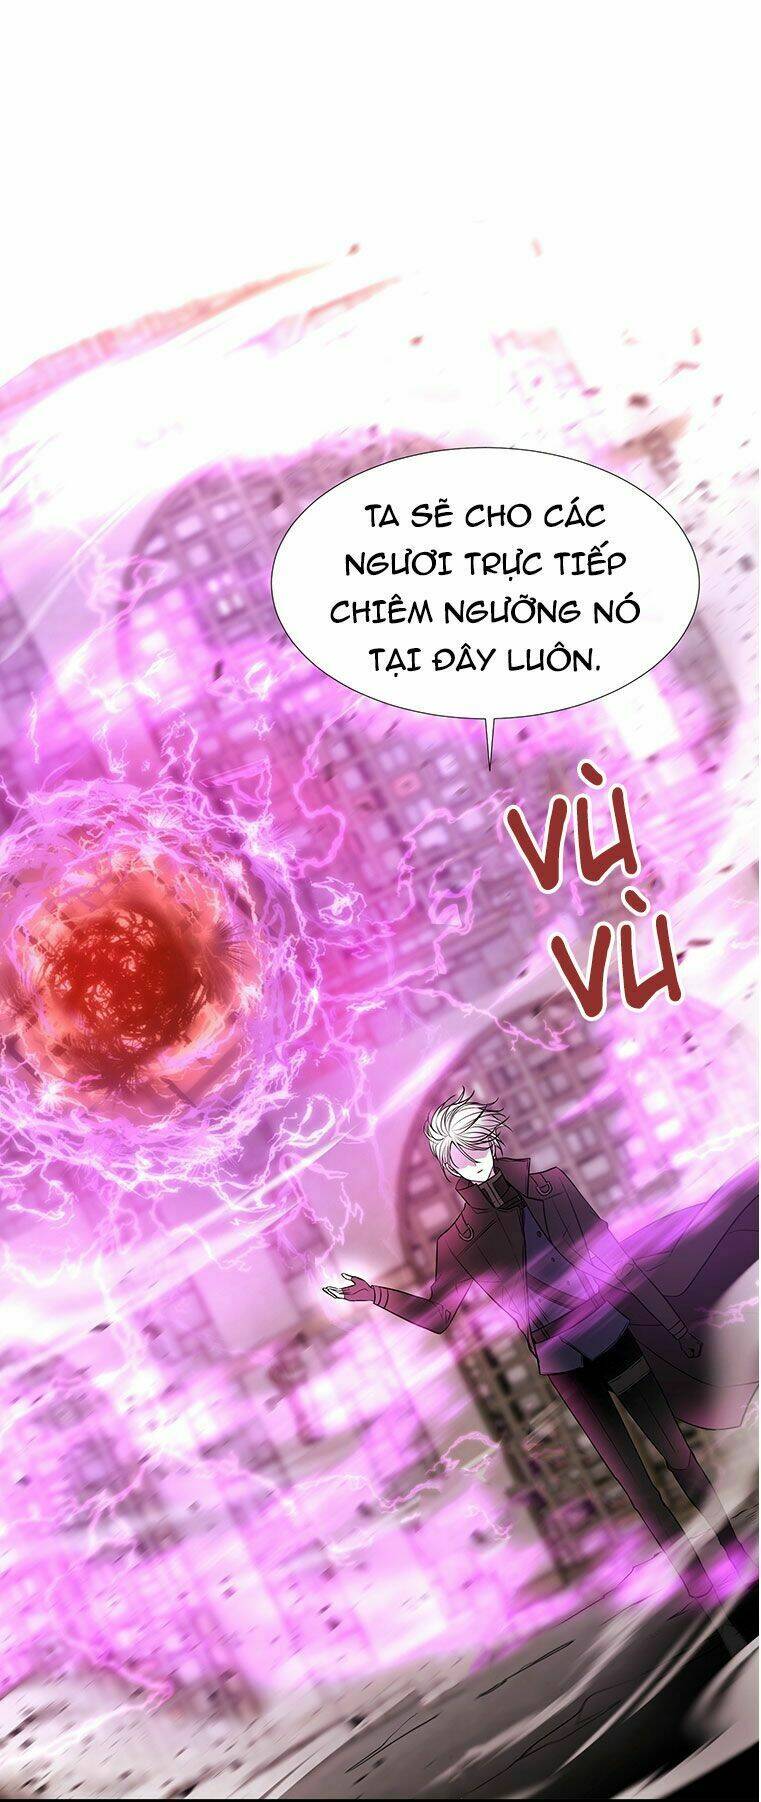 TA SẼ CHO CÁC
NGƯƠI TRỰC TIẾP
CHIÊM NGƯỠNG NÓ
TẠI ĐÂY LUÔN.
VÙ
VÙ